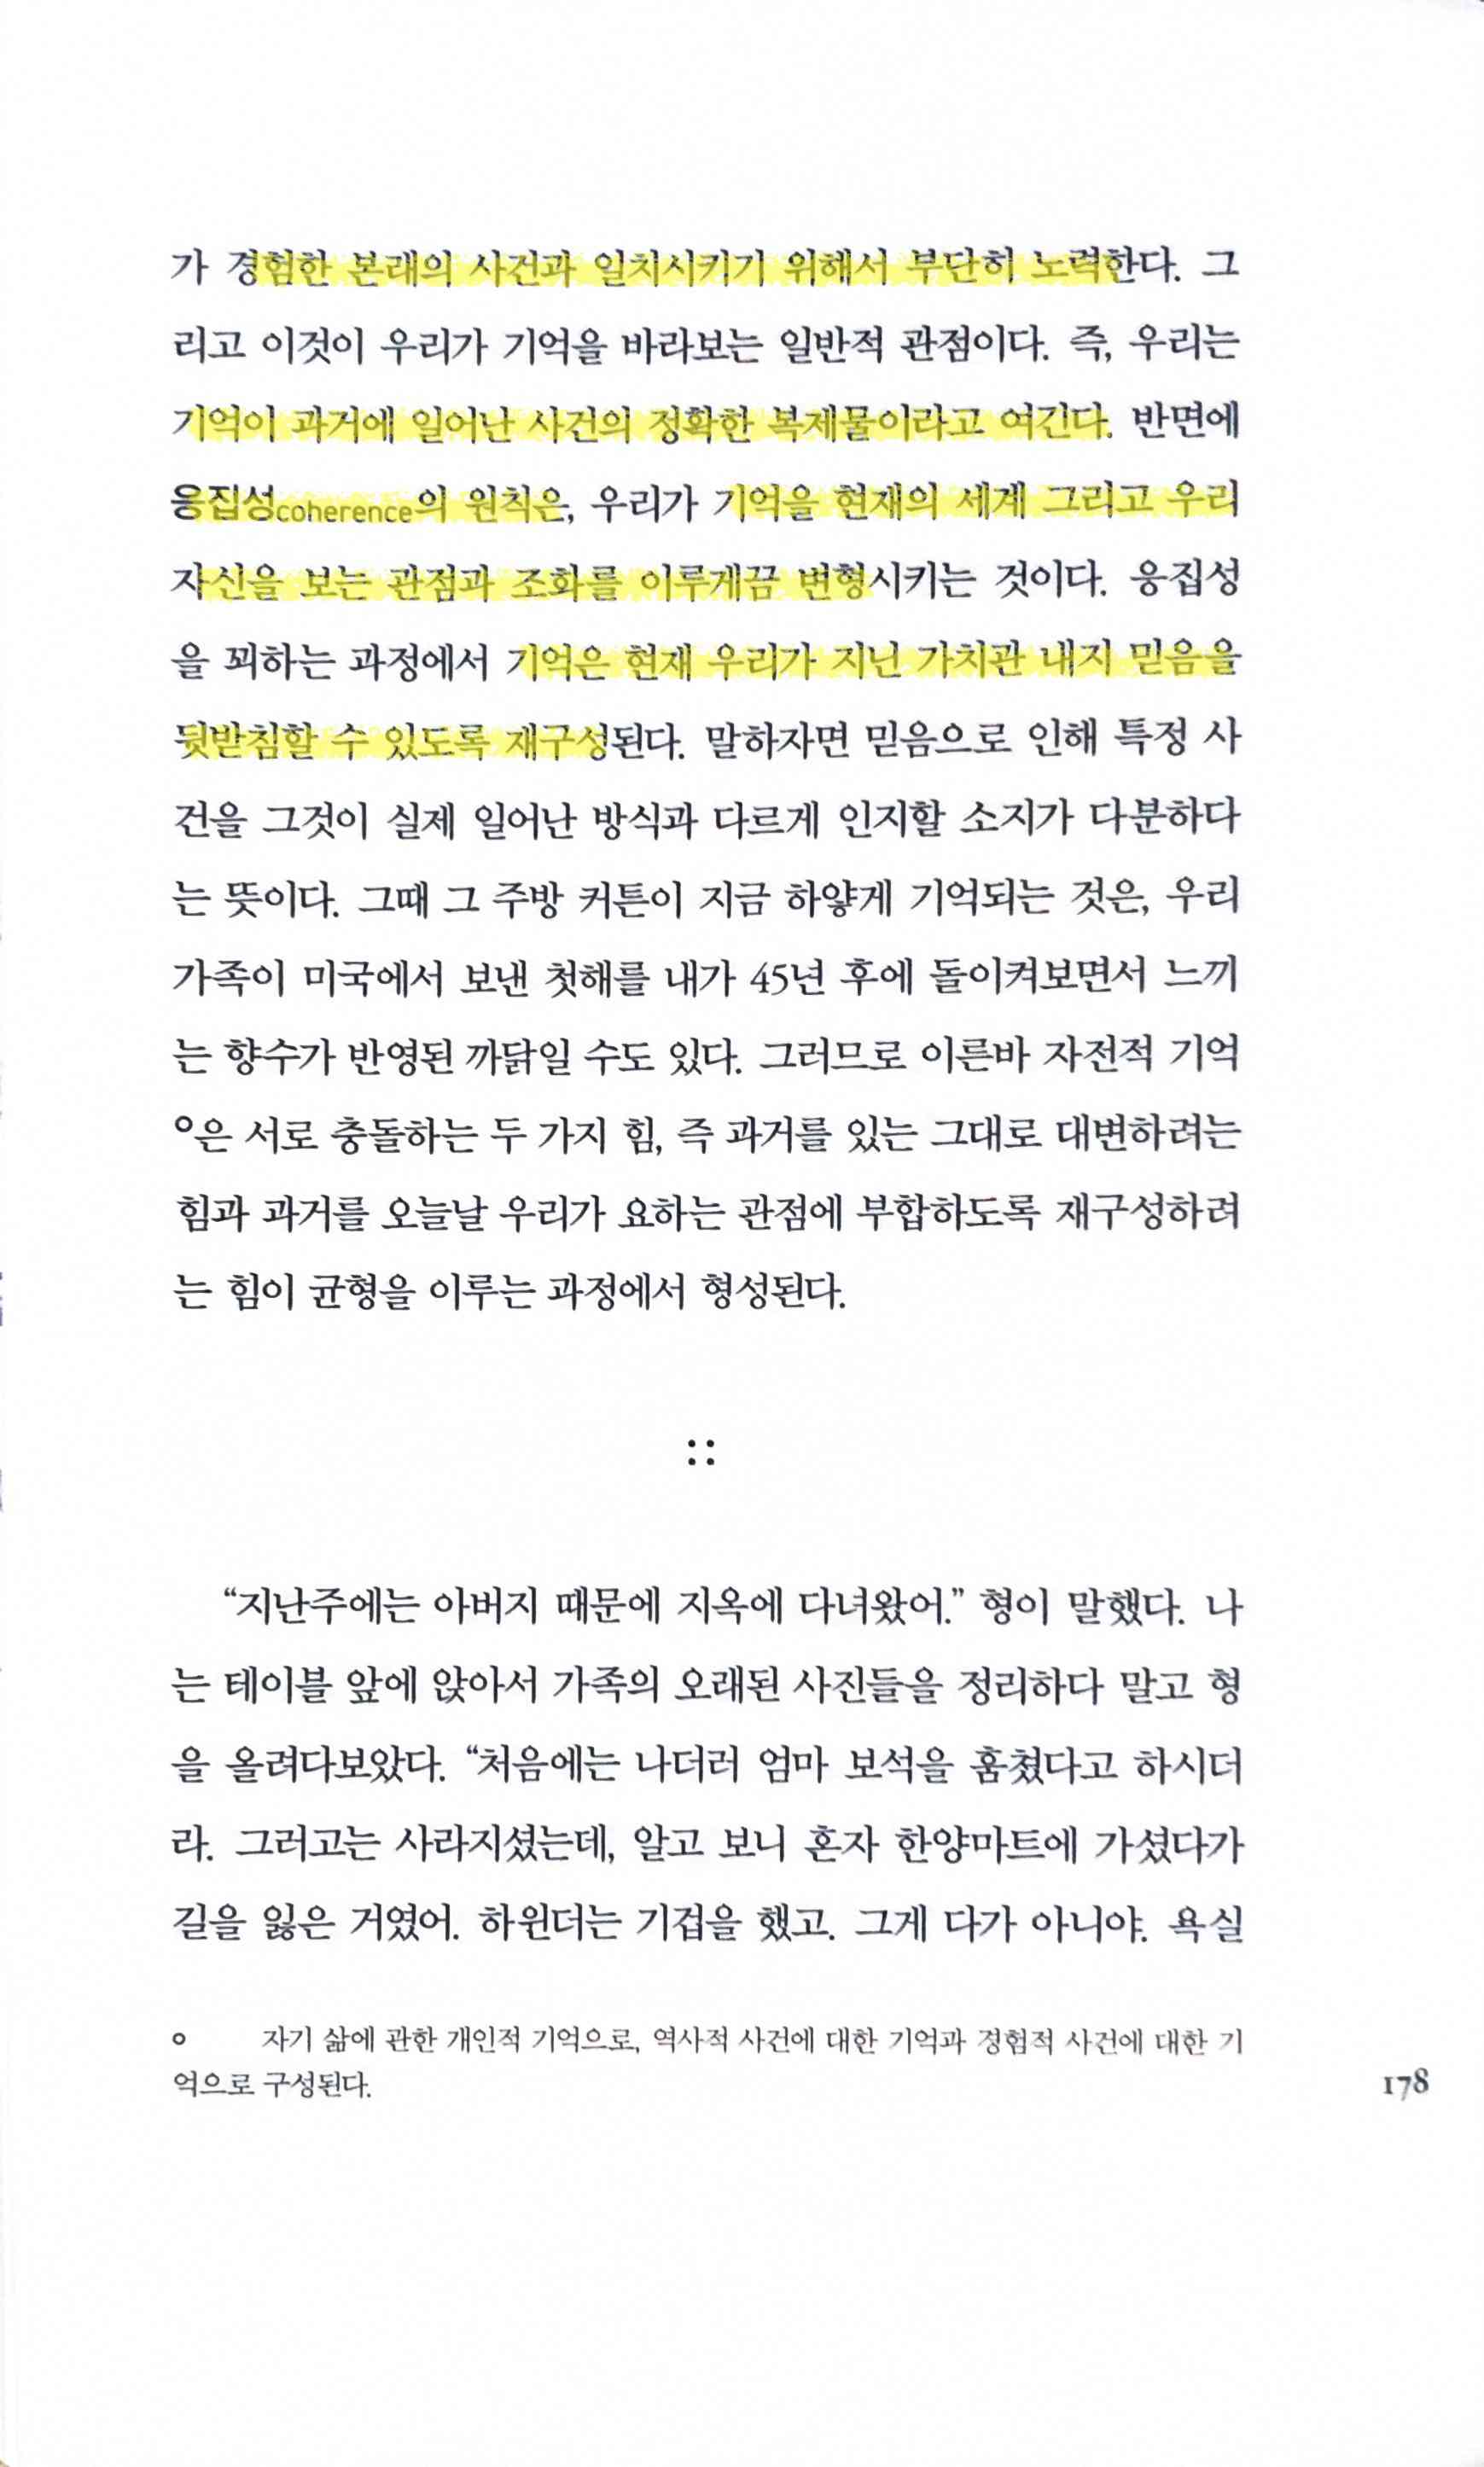 가 경험한 본래의 사건과 일치시키기 위해서 부단히 노력한다. 그
리고 이것이 우리가 기억을 바라보는 일반적 관점이다. 즉, 우리는
기억이 과거에 일어난 사건의 정확한 복제물이라고 여긴다. 반면에
응집성coherence의 원칙은, 우리가 기억을 현재의 세계 그리고 우리
자신을 보는 관점과 조화를 이루게끔 변형시키는 것이다. 응집성
을 꾀하는 과정에서 기억은 현재 우리가 지닌 가치관 내지 믿음을
뒷받침할 수 있도록 재구성된다. 말하자면 믿음으로 인해 특정 사
건을 그것이 실제 일어난 방식과 다르게 인지할 소지가 다분하다
는 뜻이다. 그때 그 주방 커튼이 지금 하얗게 기억되는 것은, 우리
가족이 미국에서 보낸 첫해를 내가 45년 후에 돌이켜보면서 느끼
는 향수가 반영된 까닭일 수도 있다. 그러므로 이른바 자전적 기억
°은 서로 충돌하는 두 가지 힘, 즉 과거를 있는 그대로 대변하려는
힘과 과거를 오늘날 우리가 요하는 관점에 부합하도록 재구성하려
는 힘이 균형을 이루는 과정에서 형성된다.
::
“지난주에는 아버지 때문에 지옥에 다녀왔어.” 형이 말했다. 나
는 테이블 앞에 앉아서 가족의 오래된 사진들을 정리하다 말고 형
을 올려다보았다. “처음에는 나더러 엄마 보석을 훔쳤다고 하시더
라. 그러고는 사라지셨는데, 알고 보니 혼자 한양마트에 가셨다가
길을 잃은 거였어. 하윈더는 기겁을 했고. 그게 다가 아니야. 욕실
° 자기 삶에 관한 개인적 기억으로, 역사적 사건에 대한 기억과 경험적 사건에 대한 기
억으로 구성된다.
178